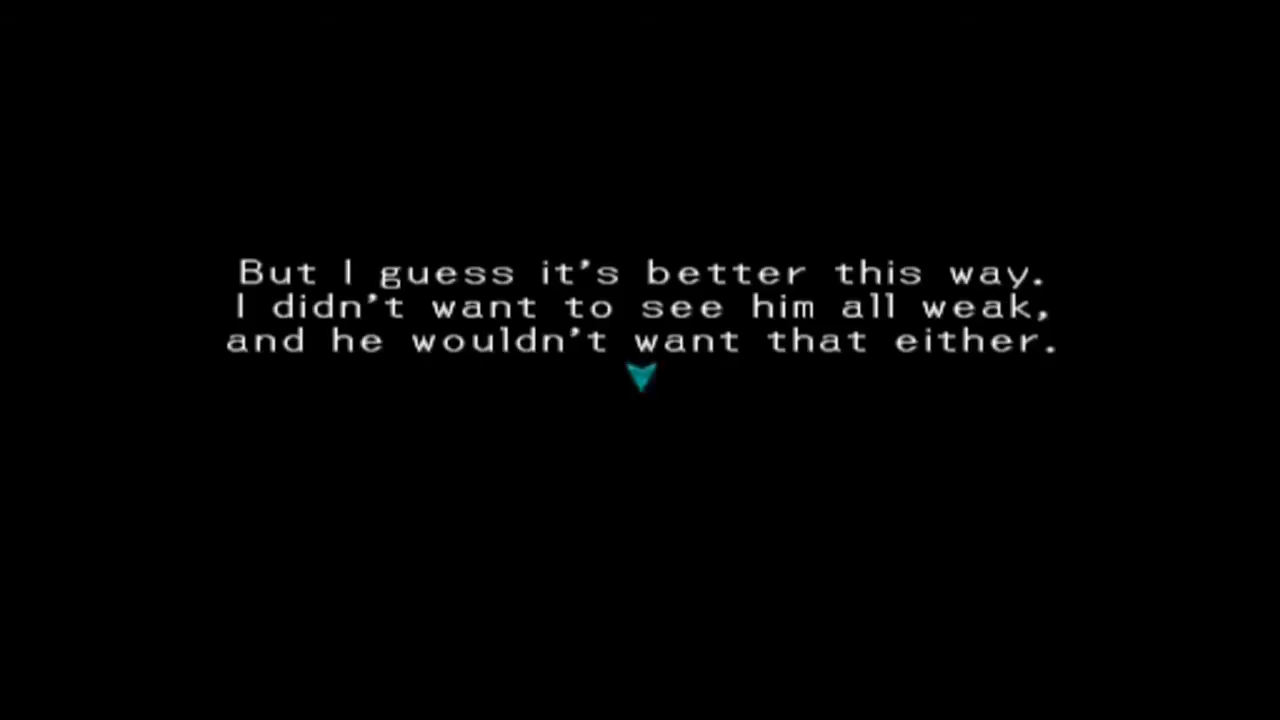 But I guess it's better this way.
I didn't want to see him all weak,
and he wouldn't want that either.